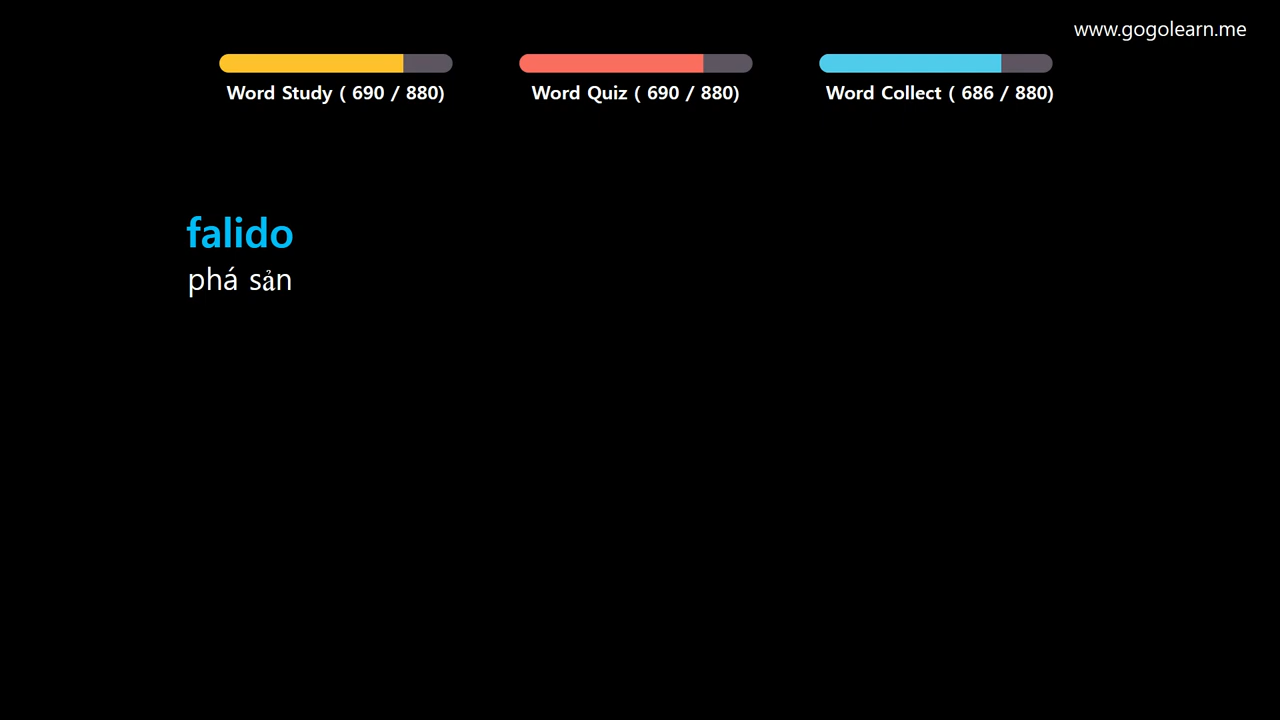 www.gogolearn.me
Word Study ( 690 / 880)
Word Quiz ( 690 / 880)
Word Collect ( 686 / 880)
falido
phá sản